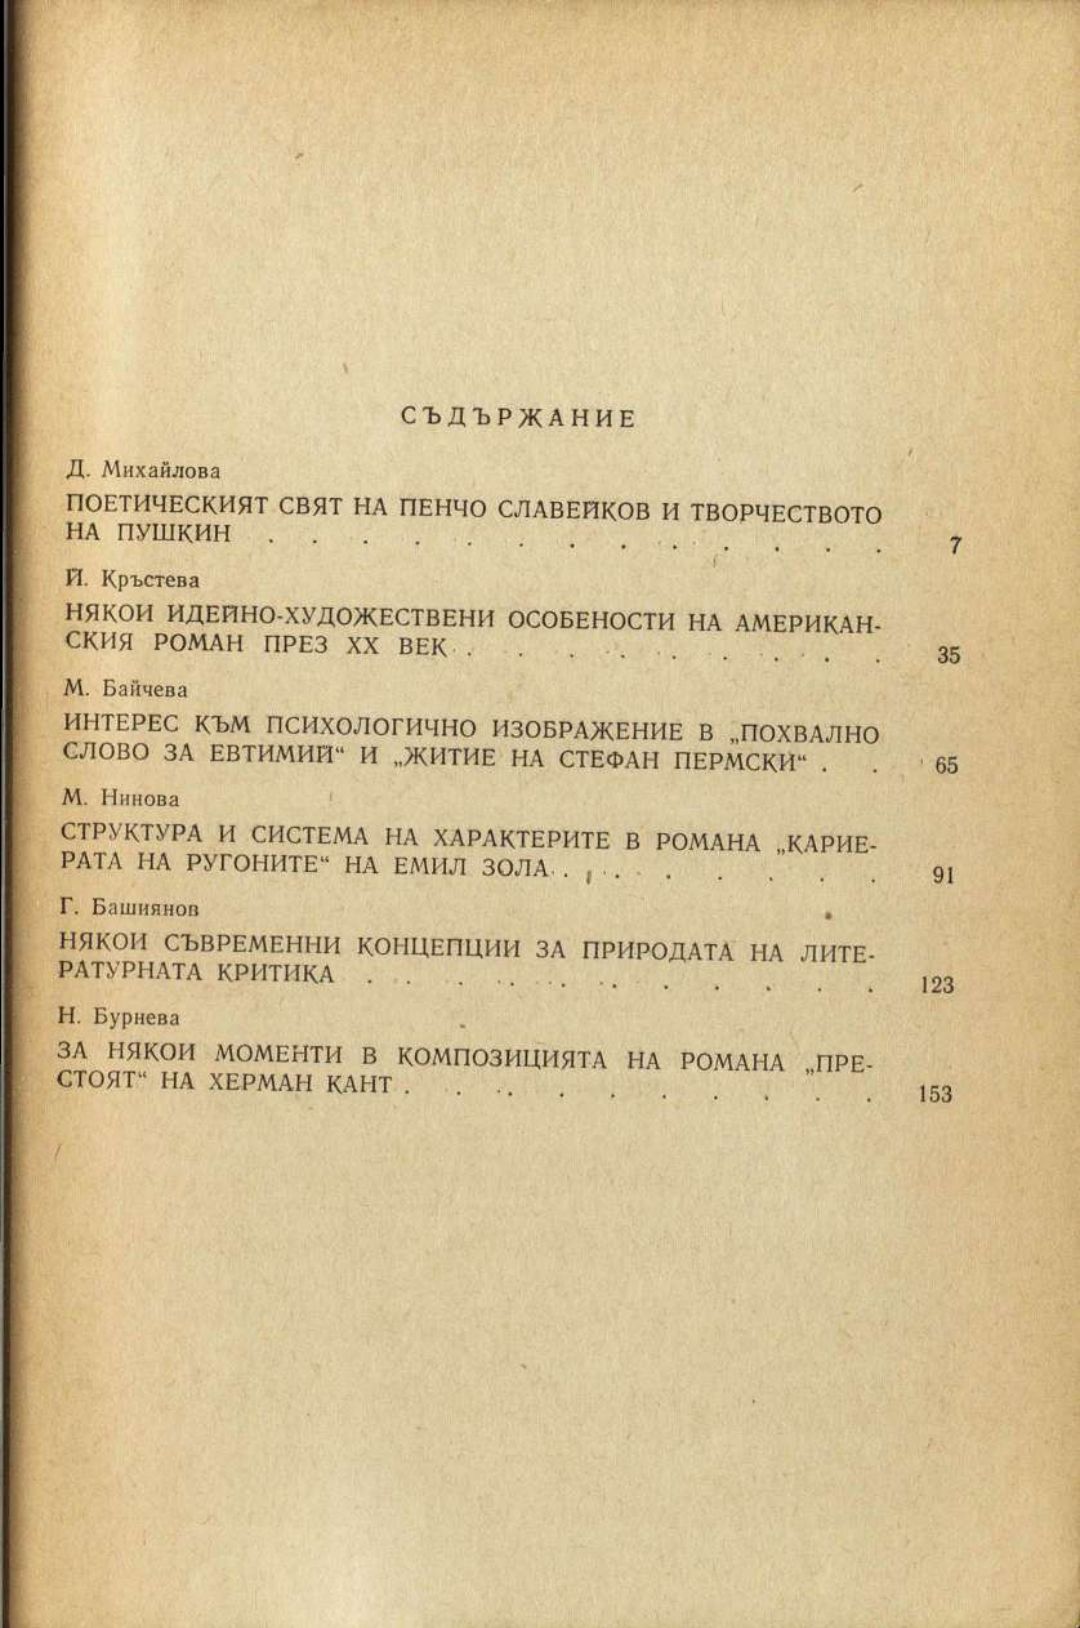 СЪДЪРЖАНИЕ
Д. Михайлова
ПОЕТИЧЕСКИЯТ СВЯТ НА ПЕНЧО СЛАВЕЙКОВ И ТВОРЧЕСТВОТО
НА ПУШКИН . . . . . . . . . . . . . 7
Й. Кръстева
НЯКОИ ИДЕЙНО-ХУДОЖЕСТВЕНИ ОСОБЕНОСТИ НА АМЕРИКАН-
СКИЯ РОМАН ПРЕЗ XX ВЕК . . . . . . . . . 35
М. Байчева
ИНТЕРЕС КЪМ ПСИХОЛОГИЧНО ИЗОБРАЖЕНИЕ В „ПОХВАЛНО
СЛОВО ЗА ЕВТИМИЙ“ И „ЖИТИЕ НА СТЕФАН ПЕРМСКИ“ . . 65
М. Нинова
СТРУКТУРА И СИСТЕМА НА ХАРАКТЕРИТЕ В РОМАНА „КАРИЕ-
РАТА НА РУГОНИТЕ“ НА ЕМИЛ ЗОЛА . . . . . . . 91
Г. Башиянов
НЯКОИ СЪВРЕМЕННИ КОНЦЕПЦИИ ЗА ПРИРОДАТА НА ЛИТЕ-
РАТУРНАТА КРИТИКА . . . . . . . . . . . 123
Н. Бурнева
ЗА НЯКОИ МОМЕНТИ В КОМПОЗИЦИЯТА НА РОМАНА „ПРЕ-
СТОЯТ“ НА ХЕРМАН КАНТ . . . . . . . . . . 153